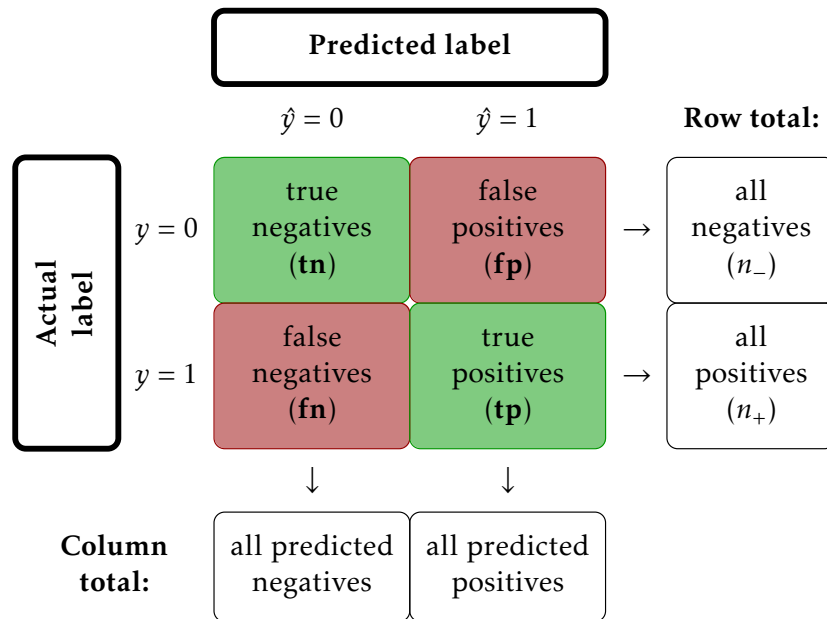 Predicted label
ŷ = 0 ŷ = 1 Row total:
Actual
label
y = 0
true
negatives
(tn)
false
positives
(fp)
→
all
negatives
(n₋)
y = 1
false
negatives
(fn)
true
positives
(tp)
→
all
positives
(n₊)
↓ ↓
Column
total:
all predicted
negatives
all predicted
positives